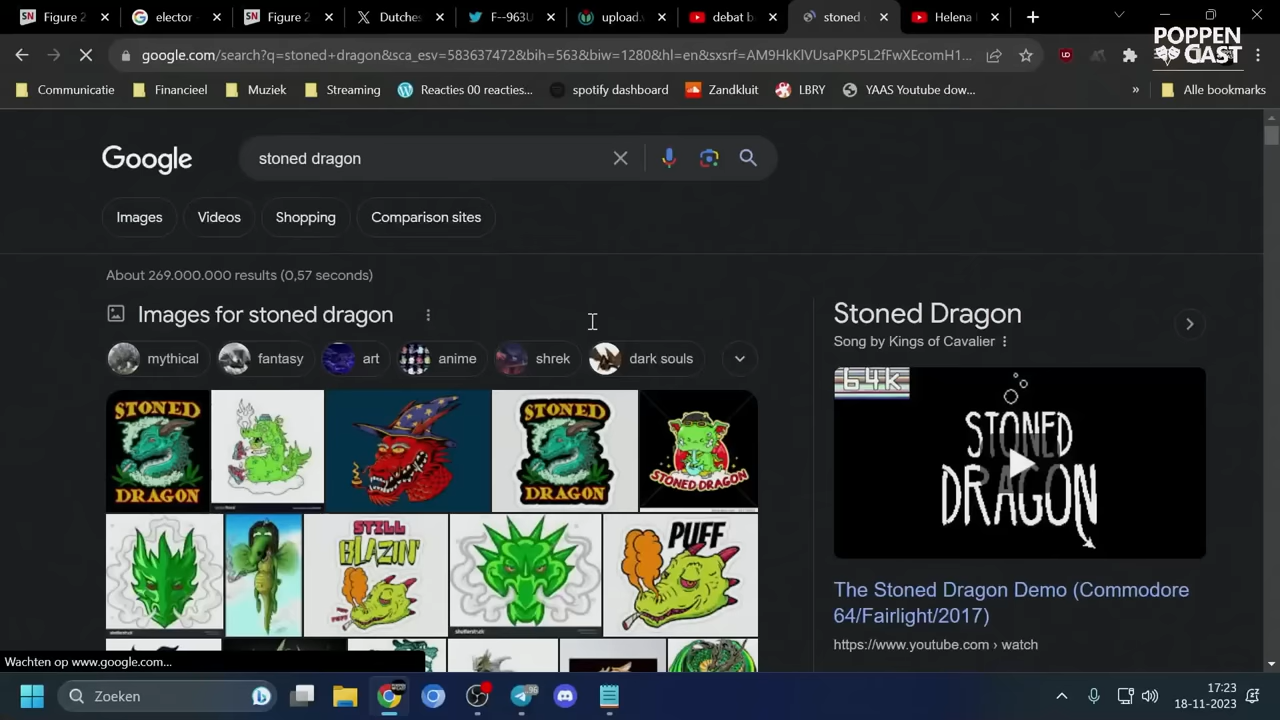 Figure 2
elector
Figure 2
Dutches
F--963U
upload.
debat b
stoned
Helena
POPPEN
CAST
google.com/search?q=stoned+dragon&sca_esv=583627472&biw=563&biw=1280&hl=en&sxsrf=AM9HkKlVUsaPKP5L2fFwXEcomH1...
Communicatie
Financieel
Muziek
Streaming
Reacties 00 reacties...
spotify dashboard
Zandkluit
LBRY
YAAS Youtube dow...
»
Alle bookmarks
Google
stoned dragon
Images
Videos
Shopping
Comparison sites
About 269.000.000 results (0,57 seconds)
Images for stoned dragon
mythical
fantasy
art
anime
shrek
dark souls
Stoned Dragon
Song by Kings of Cavalier
STONED
DRAGON
STONED
DRAGON
STONED DRAGON
64k
STONED
DRAGON
STILL
BLAZIN'
PUFF
The Stoned Dragon Demo (Commodore
64/Fairlight/2017)
https://www.youtube.com › watch
Wachten op www.google.com...
Zoeken
96
17:23
18-11-2023